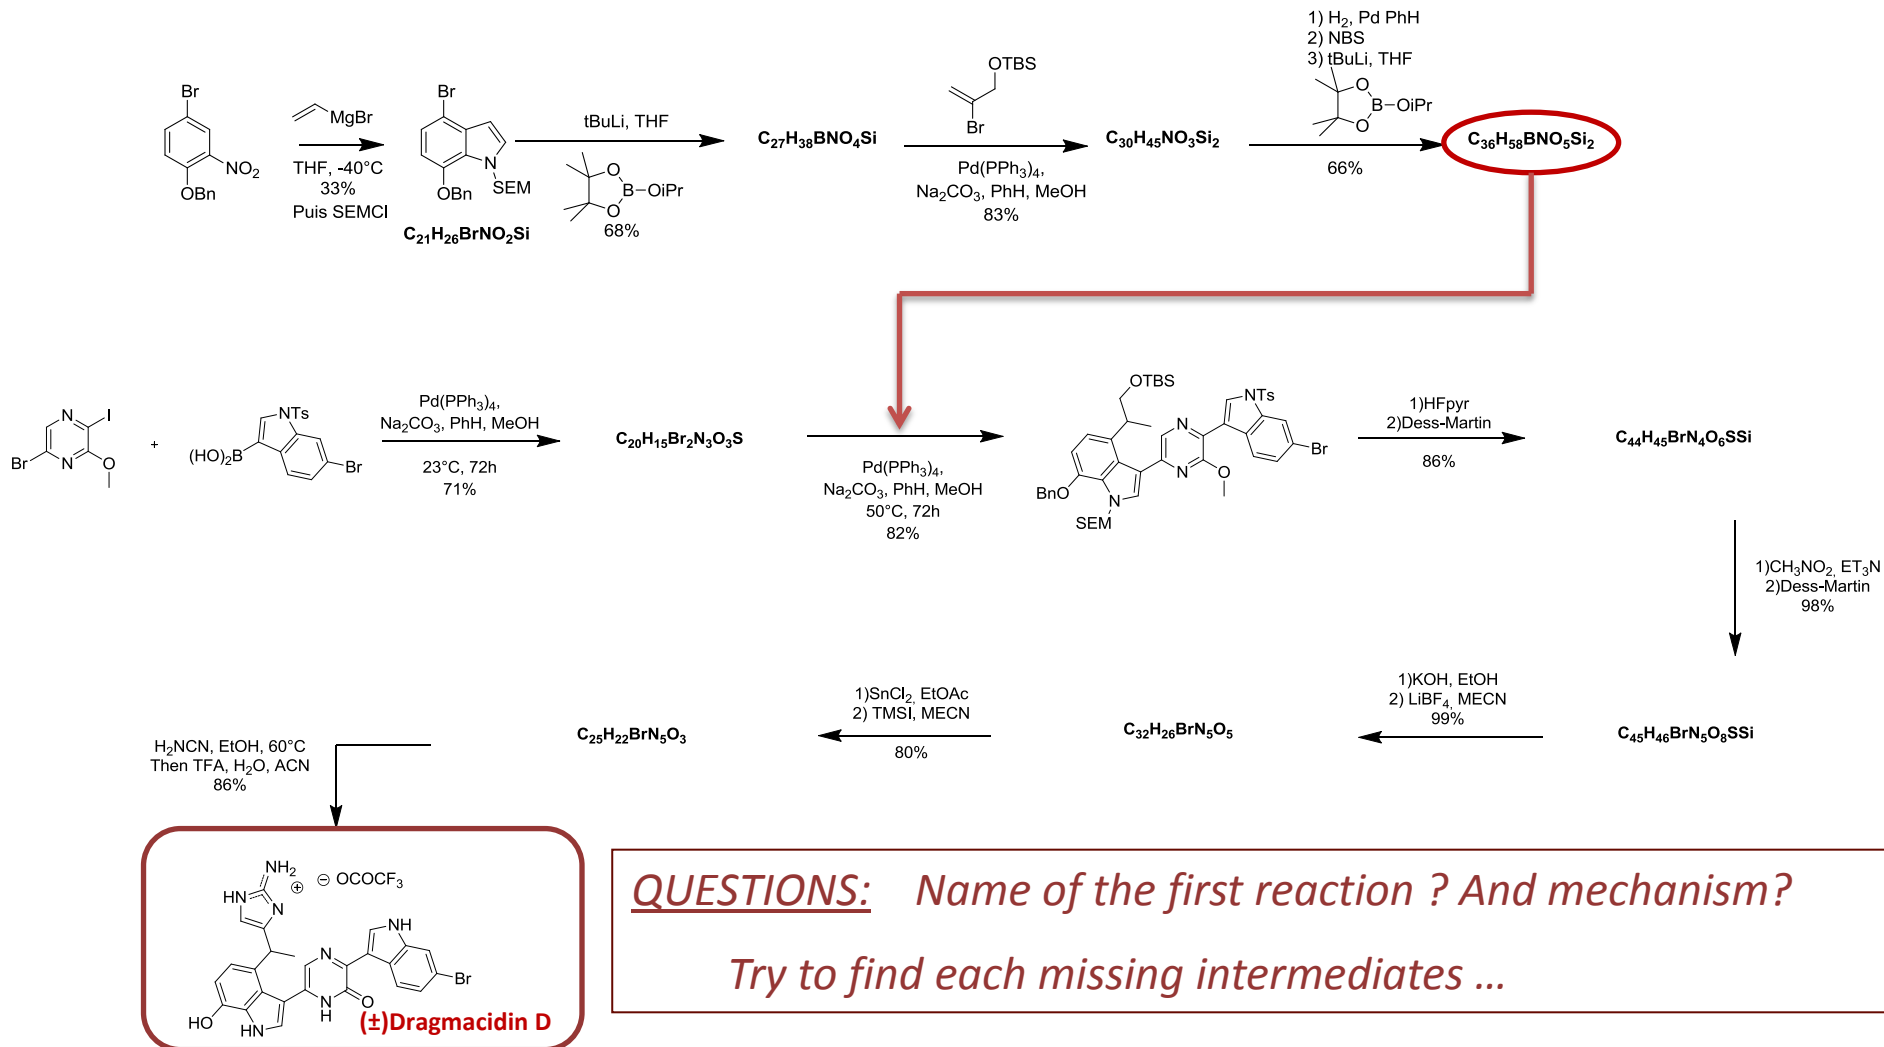 Br
NO2
OBn
MgBr
THF, -40°C
33%
Puis SEMCl
Br
N
SEM
OBn
C21H26BrNO2Si
tBuLi, THF
O
B
OiPr
O
68%
C27H38BNO4Si
OTBS
Br
Pd(PPh3)4,
Na2CO3, PhH, MeOH
83%
C30H45NO3Si2
1) H2, Pd PhH
2) NBS
3) tBuLi, THF
O
B
OiPr
O
66%
C36H58BNO5Si2
N
I
Br
N
O
+
NTs
(HO)2B
Br
Pd(PPh3)4,
Na2CO3, PhH, MeOH
23°C, 72h
71%
C20H15Br2N3O3S
Pd(PPh3)4,
Na2CO3, PhH, MeOH
50°C, 72h
82%
OTBS
NTs
N
Br
N
O
BnO
N
SEM
1)HFpyr
2)Dess-Martin
86%
C44H45BrN4O6SSi
1)CH3NO2, ET3N
2)Dess-Martin
98%
C45H46BrN5O8SSi
1)KOH, EtOH
2) LiBF4, MECN
99%
C32H26BrN5O5
1)SnCl2, EtOAc
2) TMSI, MECN
80%
C25H22BrN5O3
H2NCN, EtOH, 60°C
Then TFA, H2O, ACN
86%
NH2
+
− OCOCF3
HN
N
NH
N
Br
N
H
O
HO
HN
(±)Dragmacidin D
QUESTIONS: Name of the first reaction ? And mechanism?
Try to find each missing intermediates ...